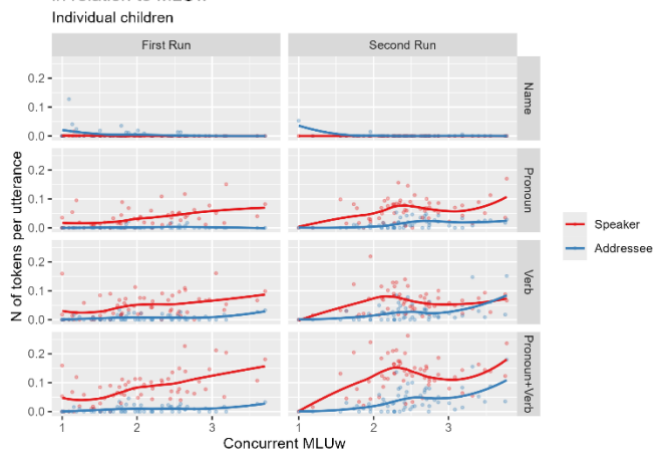 Individual children
First Run Second Run
0.2
0.1
0.0
Name
0.2
0.1
0.0
Pronoun
0.2
0.1
0.0
Verb
0.2
0.1
0.0
Pronoun+Verb
1 2 3 1 2 3
Concurrent MLUw
N of tokens per utterance
Speaker
Addressee